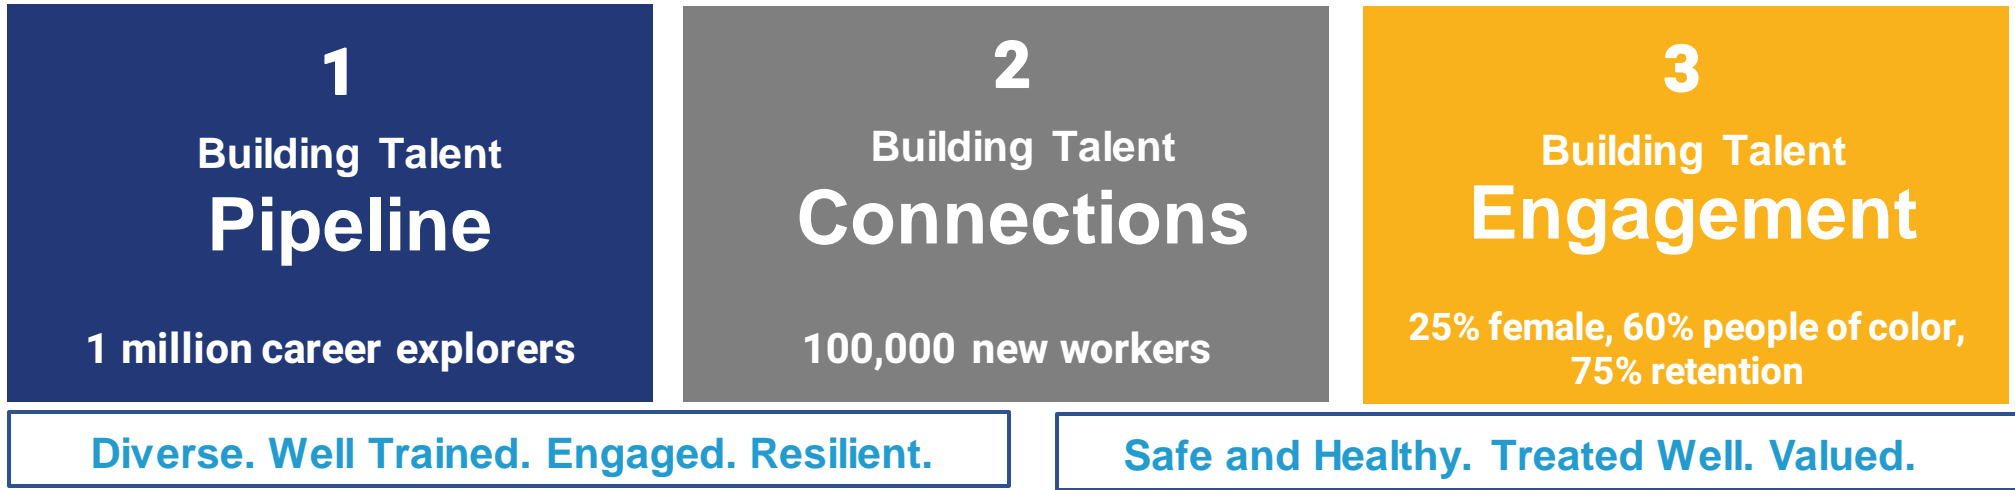 1
Building Talent
Pipeline
1 million career explorers
2
Building Talent
Connections
100,000 new workers
3
Building Talent
Engagement
25% female, 60% people of color,
75% retention
Diverse. Well Trained. Engaged. Resilient.
Safe and Healthy. Treated Well. Valued.